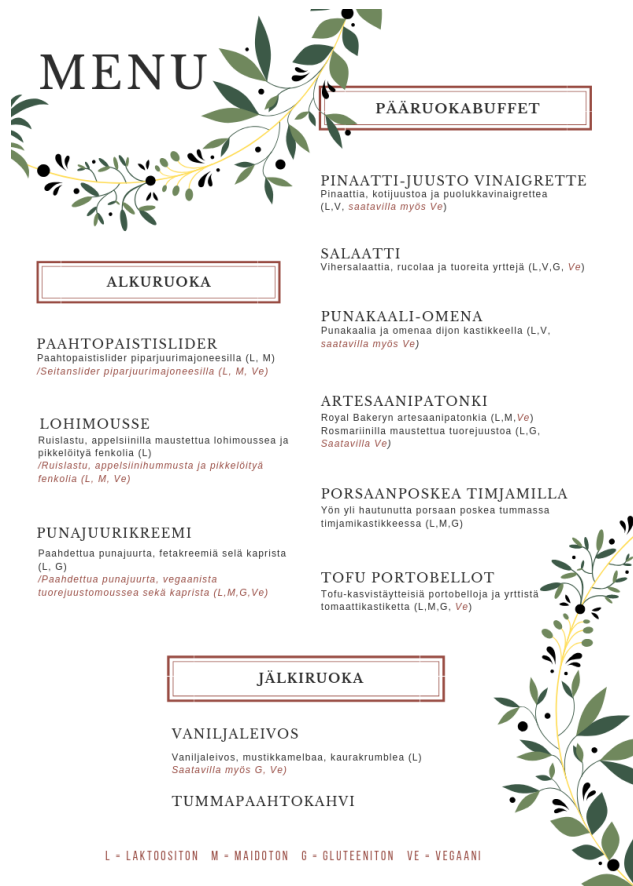 MENU
ALKURUOKA
PAAHTOPAISTISLIDER
Paahtopaistislider piparjuurimajoneesilla (L, M)
/Seitanslider piparjuurimajoneesilla (L, M, Ve)
LOHIMOUSSE
Ruislastu, appelsiinilla maustettua lohimoussea ja
pikkelöityä fenkolia (L)
/Ruislastu, appelsiinihummusta ja pikkelöityä
fenkolia (L, M, Ve)
PUNAJUURIKREEMI
Paahdettua punajuurta, fetakreemiä selä kaprista
(L, G)
/Paahdettua punajuurta, vegaanista
tuorejuustomoussea sekä kaprista (L,M,G,Ve)
PÄÄRUOKABUFFET
PINAATTI-JUUSTO VINAIGRETTE
Pinaattia, kotijuustoa ja puolukkavinaigrettea
(L,V, saatavilla myös Ve)
SALAATTI
Vihersalaattia, rucolaa ja tuoreita yrttejä (L,V,G, Ve)
PUNAKAALI-OMENA
Punakaalia ja omenaa dijon kastikkeella (L,V,
saatavilla myös Ve)
ARTESAANIPATONKI
Royal Bakeryn artesaanipatonkia (L,M,Ve)
Rosmariinilla maustettua tuorejuustoa (L,G,
Saatavilla Ve)
PORSAANPOSKEA TIMJAMILLA
Yön yli hautunutta porsaan poskea tummassa
timjamikastikkeessa (L,M,G)
TOFU PORTOBELLOT
Tofu-kasvistäytteisiä portobelloja ja yrttistä
tomaattikastiketta (L,M,G, Ve)
JÄLKIRUOKA
VANILJALEIVOS
Vaniljaleivos, mustikkamelbaa, kaurakrumblea (L)
Saatavilla myös G, Ve)
TUMMAPAAHTOKAHVI
L = LAKTOOSITON M = MAIDOTON G = GLUTEENITON VE = VEGAANI